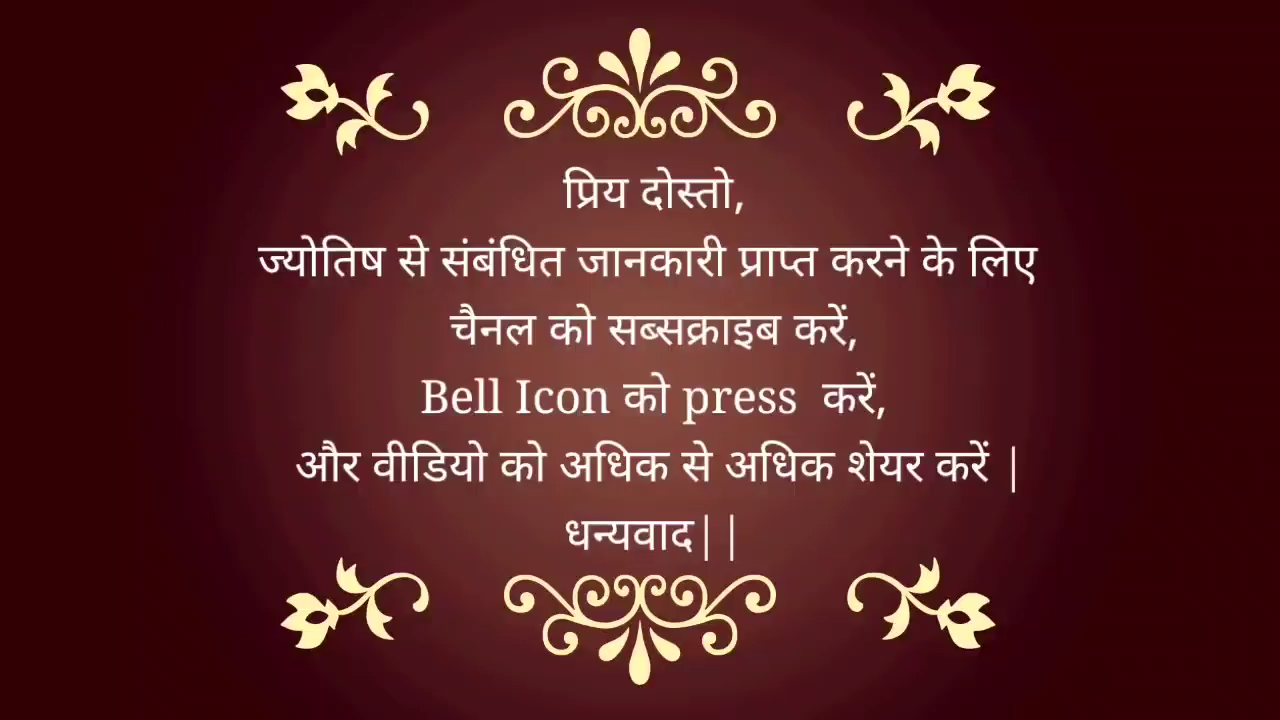 प्रिय दोस्तो,
ज्योतिष से संबंधित जानकारी प्राप्त करने के लिए
चैनल को सब्सक्राइब करें,
Bell Icon को press  करें,
और वीडियो को अधिक से अधिक शेयर करें |
धन्यवाद||